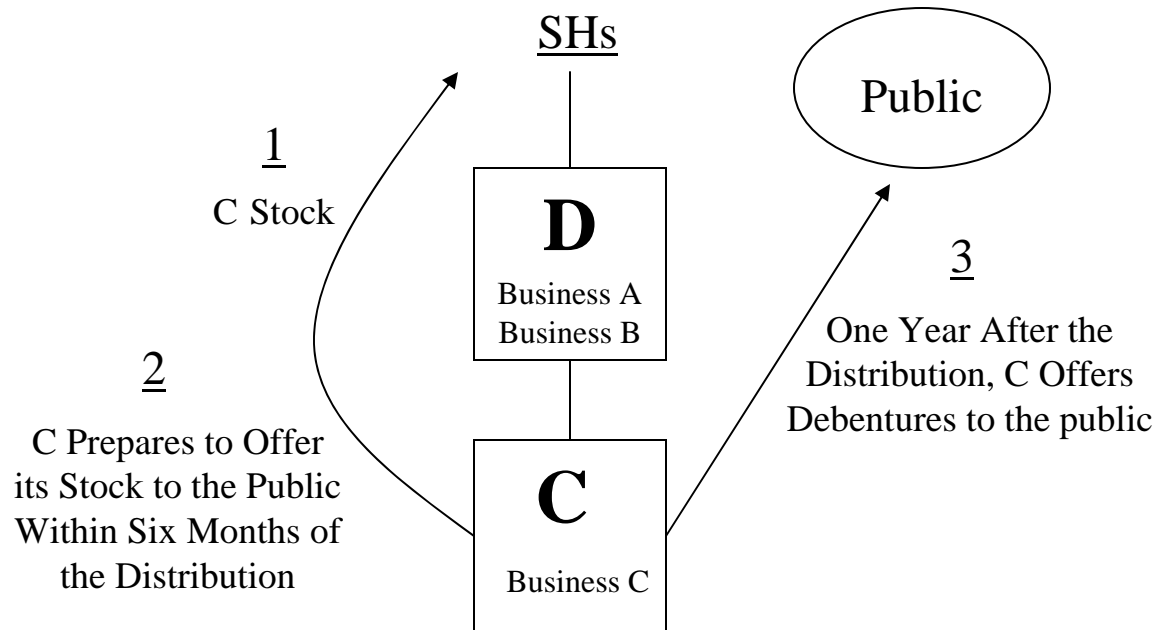 SHs
Public
1
C Stock
D
Business A
Business B
2
C Prepares to Offer
its Stock to the Public
Within Six Months of
the Distribution
3
One Year After the
Distribution, C Offers
Debentures to the public
C
Business C